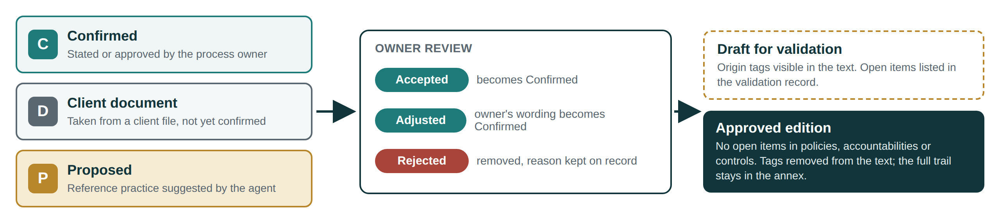 C
Confirmed
Stated or approved by the process owner
D
Client document
Taken from a client file, not yet confirmed
P
Proposed
Reference practice suggested by the agent
OWNER REVIEW
Accepted
becomes Confirmed
Adjusted
owner's wording becomes
Confirmed
Rejected
removed, reason kept on record
Draft for validation
Origin tags visible in the text. Open items listed in
the validation record.
Approved edition
No open items in policies, accountabilities or
controls. Tags removed from the text; the full trail
stays in the annex.